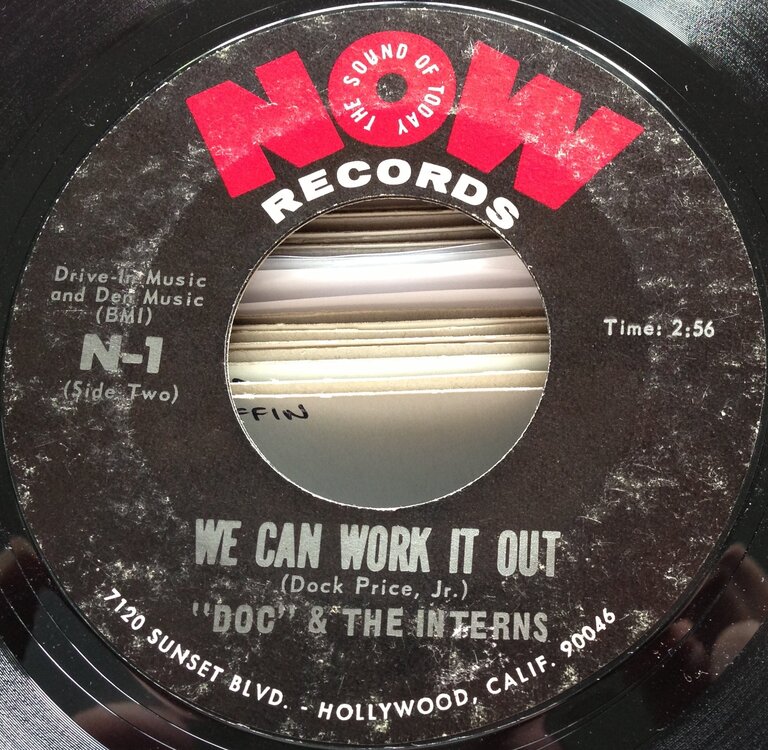 NOW
THE SOUND OF TODAY
RECORDS
Drive-In Music
and Den Music
(BMI)
N-1
(Side Two)
Time: 2:56
FFIN
WE CAN WORK IT OUT
(Dock Price, Jr.)
"DOC" & THE INTERNS
7120 SUNSET BLVD. - HOLLYWOOD, CALIF. 90046